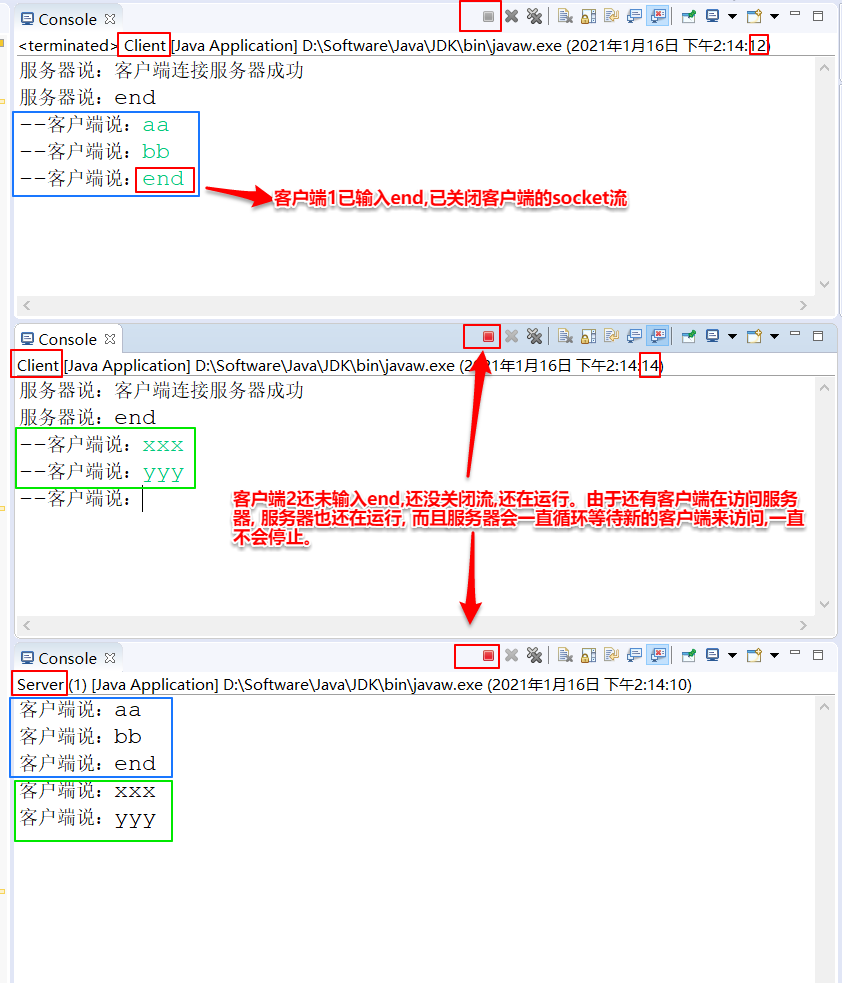 Console
<terminated> Client [Java Application] D:\Software\Java\JDK\bin\javaw.exe (2021年1月16日 下午2:14:12)
服务器说：客户端连接服务器成功
服务器说：end
--客户端说：aa
--客户端说：bb
--客户端说：end
客户端1已输入end,已关闭客户端的socket流
Console
Client [Java Application] D:\Software\Java\JDK\bin\javaw.exe (2021年1月16日 下午2:14:14)
服务器说：客户端连接服务器成功
服务器说：end
--客户端说：xxx
--客户端说：yyy
--客户端说：
客户端2还未输入end,还没关闭流,还在运行。由于还有客户端在访问服务
器, 服务器也还在运行, 而且服务器会一直循环等待新的客户端来访问,一直
不会停止。
Console
Server (1) [Java Application] D:\Software\Java\JDK\bin\javaw.exe (2021年1月16日 下午2:14:10)
客户端说：aa
客户端说：bb
客户端说：end
客户端说：xxx
客户端说：yyy